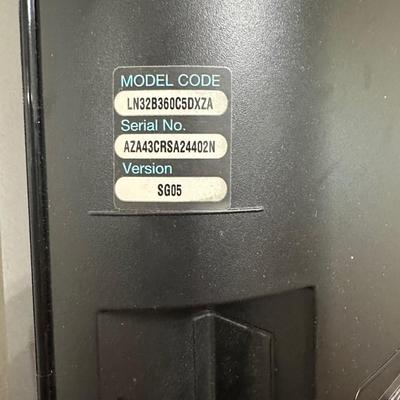 MODEL CODE
LN32B360C5DXZA
Serial No.
AZA43CRSA24402N
Version
SG05